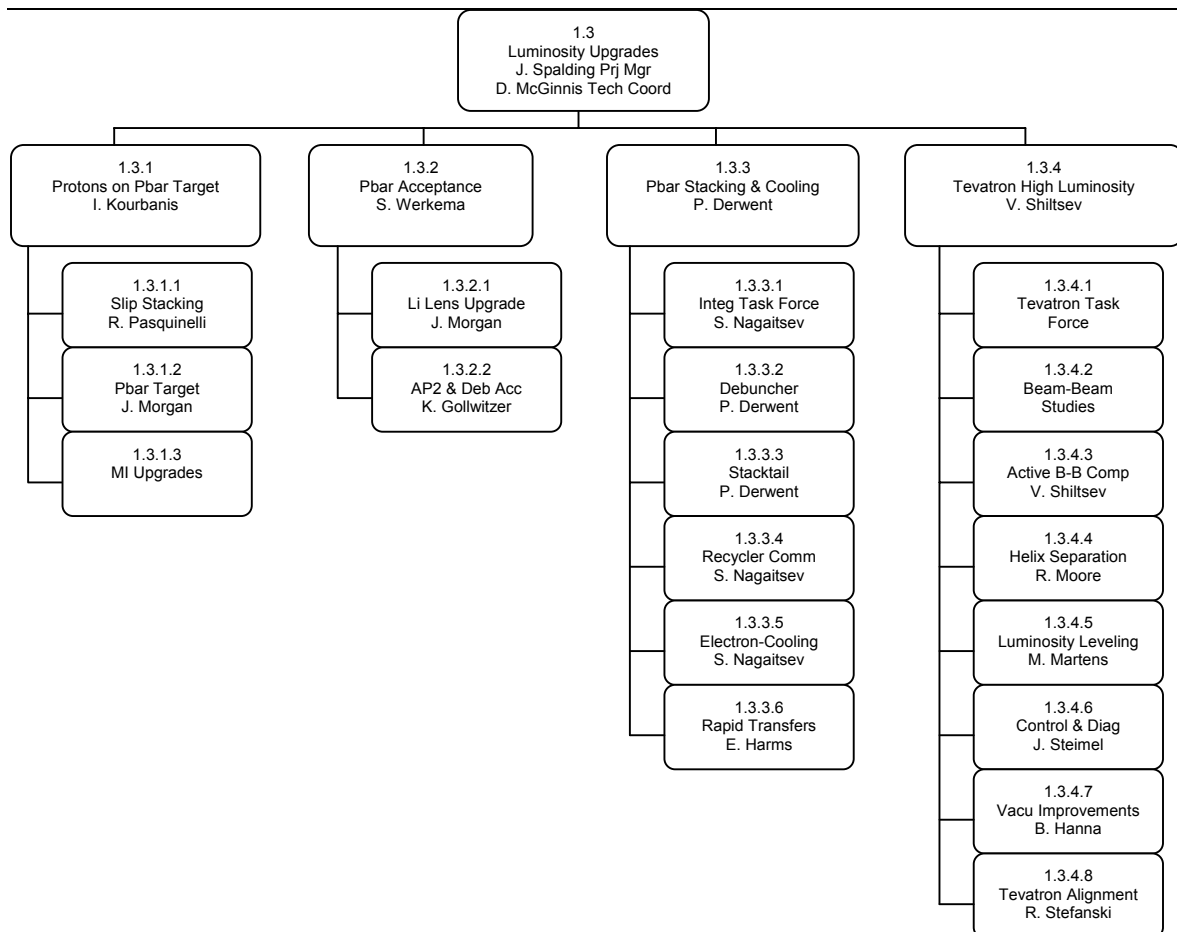 1.3
Luminosity Upgrades
J. Spalding Prj Mgr
D. McGinnis Tech Coord
1.3.1
Protons on Pbar Target
I. Kourbanis
1.3.1.1
Slip Stacking
R. Pasquinelli
1.3.1.2
Pbar Target
J. Morgan
1.3.1.3
MI Upgrades
1.3.2
Pbar Acceptance
S. Werkema
1.3.2.1
Li Lens Upgrade
J. Morgan
1.3.2.2
AP2 & Deb Acc
K. Gollwitzer
1.3.3
Pbar Stacking & Cooling
P. Derwent
1.3.3.1
Integ Task Force
S. Nagaitsev
1.3.3.2
Debuncher
P. Derwent
1.3.3.3
Stacktail
P. Derwent
1.3.3.4
Recycler Comm
S. Nagaitsev
1.3.3.5
Electron-Cooling
S. Nagaitsev
1.3.3.6
Rapid Transfers
E. Harms
1.3.4
Tevatron High Luminosity
V. Shiltsev
1.3.4.1
Tevatron Task
Force
1.3.4.2
Beam-Beam
Studies
1.3.4.3
Active B-B Comp
V. Shiltsev
1.3.4.4
Helix Separation
R. Moore
1.3.4.5
Luminosity Leveling
M. Martens
1.3.4.6
Control & Diag
J. Steimel
1.3.4.7
Vacu Improvements
B. Hanna
1.3.4.8
Tevatron Alignment
R. Stefanski